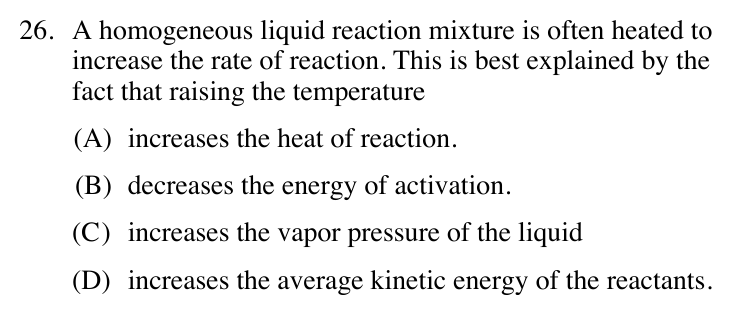 26. A homogeneous liquid reaction mixture is often heated to
increase the rate of reaction. This is best explained by the
fact that raising the temperature
(A) increases the heat of reaction.
(B) decreases the energy of activation.
(C) increases the vapor pressure of the liquid
(D) increases the average kinetic energy of the reactants.